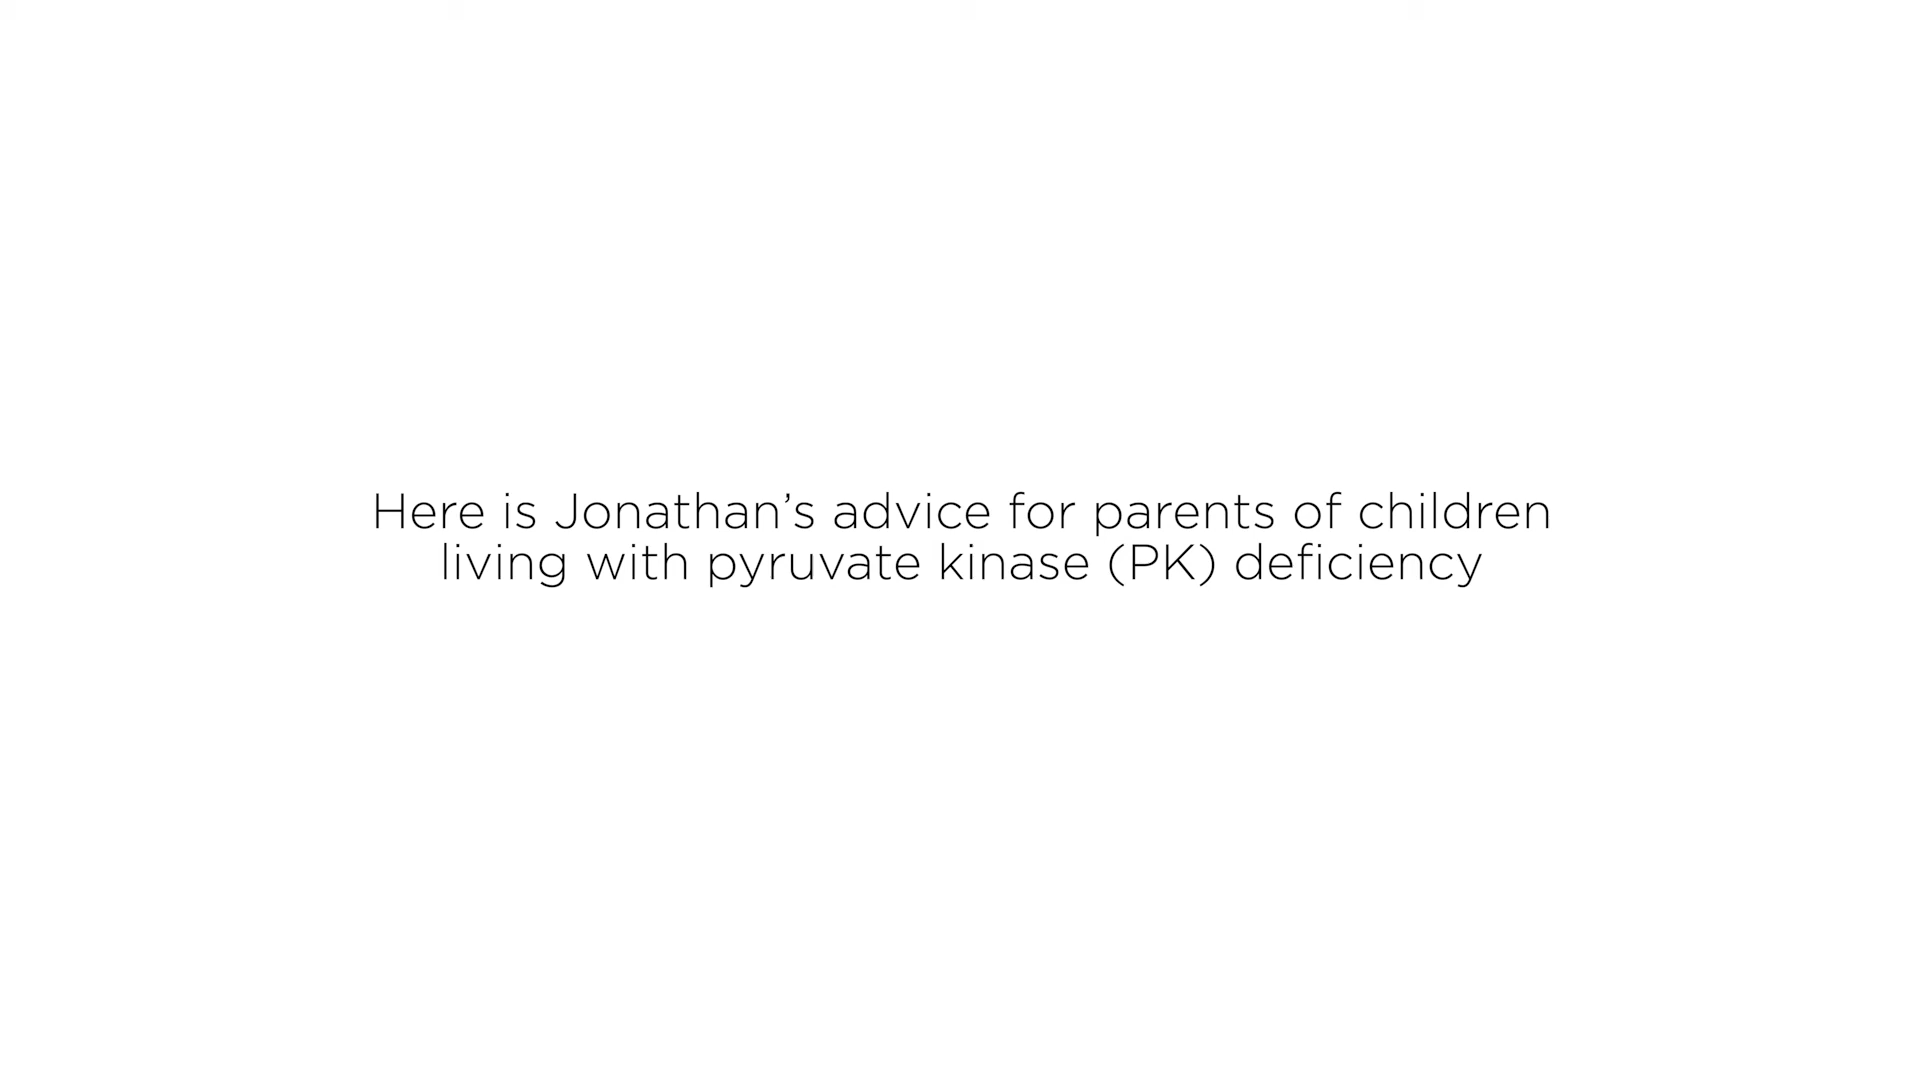 Here is Jonathan’s advice for parents of children
living with pyruvate kinase (PK) deficiency